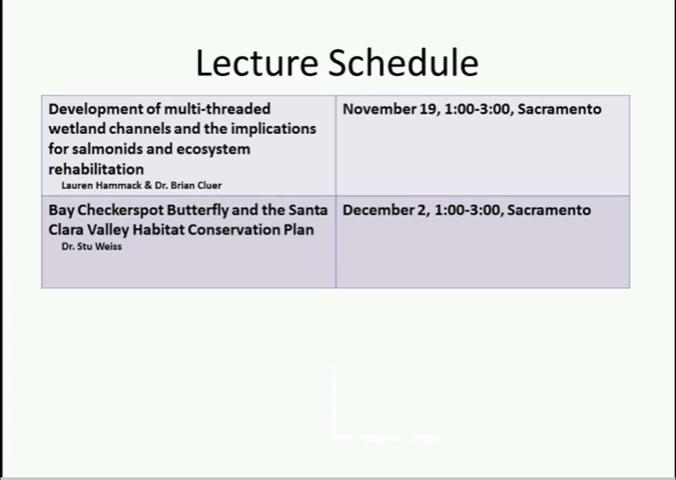 Lecture Schedule
Development of multi-threaded
wetland channels and the implications
for salmonids and ecosystem
rehabilitation
Lauren Hammack & Dr. Brian Cluer
November 19, 1:00-3:00, Sacramento
Bay Checkerspot Butterfly and the Santa
Clara Valley Habitat Conservation Plan
Dr. Stu Weiss
December 2, 1:00-3:00, Sacramento